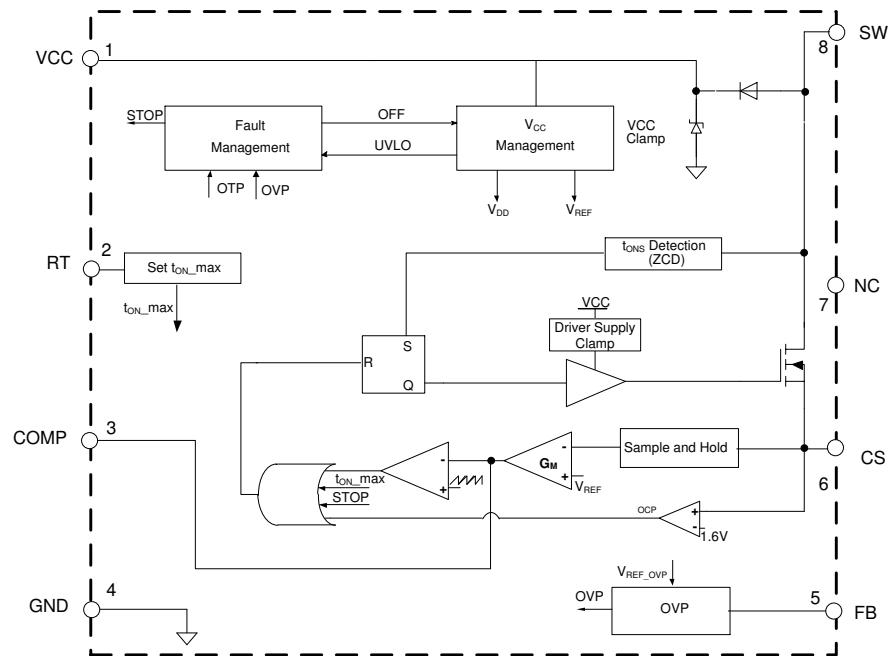 1
VCC
SW
8
STOP
Fault
Management
OFF
UVLO
OTP
OVP
VCC
Management
VDD
VREF
VCC
Clamp
2
RT
Set tON_max
tON_max
tONS Detection
(ZCD)
NC
7
VCC
Driver Supply
Clamp
S
R
Q
COMP
3
Sample and Hold
CS
6
-
+
GM
-
+
VREF
tON_max
STOP
OCP
+
-
1.6V
GND
4
VREF_OVP
OVP
OVP
5
FB